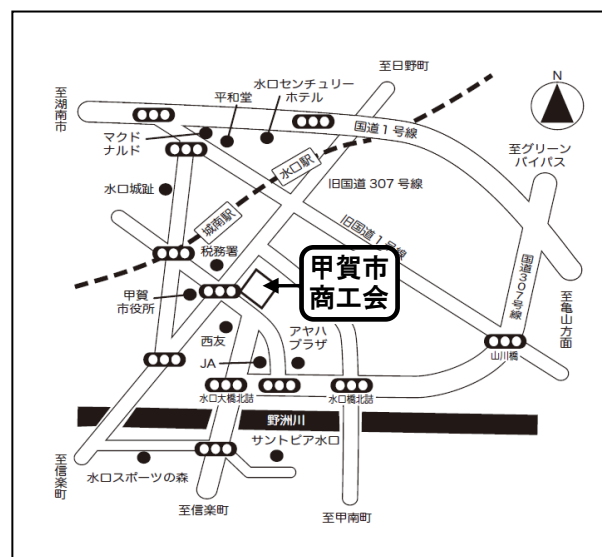 至日野町
水口センチュリー
ホテル
平和堂
至湖南市
マクド
ナルド
国道1号線
N
至グリーン
バイパス
水口駅
旧国道307号線
水口城趾
城南駅
旧国道1号線
税務署
国道307号線
甲賀市
商工会
甲賀
市役所
至亀山方面
西友
アヤハ
プラザ
JA
山川橋
水口大橋北詰
水口橋北詰
野洲川
サントピア水口
至信楽町
水口スポーツの森
至信楽町
至甲南町